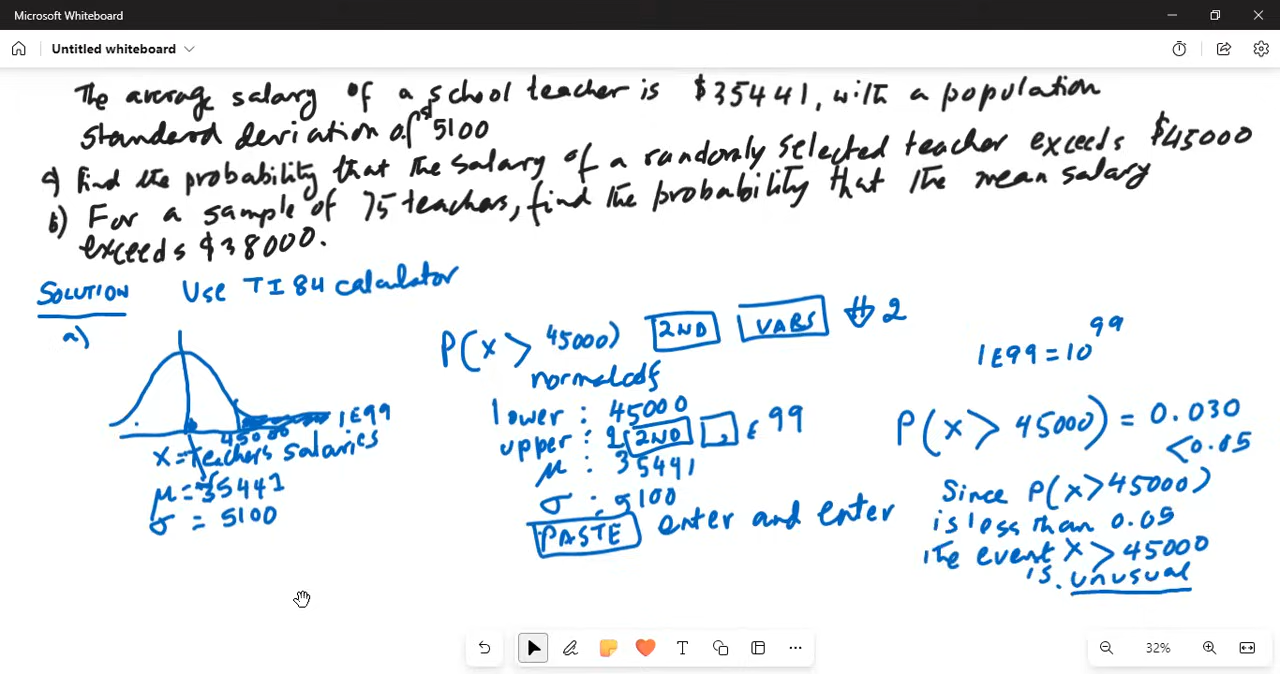 Microsoft Whiteboard
Untitled whiteboard
The average salary of a school teacher is $35441, with a population
standard deviation of $5100
a) Find the probability that the salary of a randomly selected teacher exceeds $45000
b) For a sample of 75 teachers, find the probability that the mean salary
exceeds $38000.
SOLUTION Use TI 84 calculator
a)
45000 1E99
X = teachers salaries
μ = 35441
σ = 5100
P(X > 45000) 2ND VARS ⇓ 2
normalcdf
lower : 45000
upper : 1 2ND , E 99
μ : 35441
σ : 5100
PASTE enter and enter
1E99 = 10^99
P(X > 45000) = 0.030
<0.05
Since P(X>45000)
is less than 0.05
The event X > 45000
is. unusual
32%